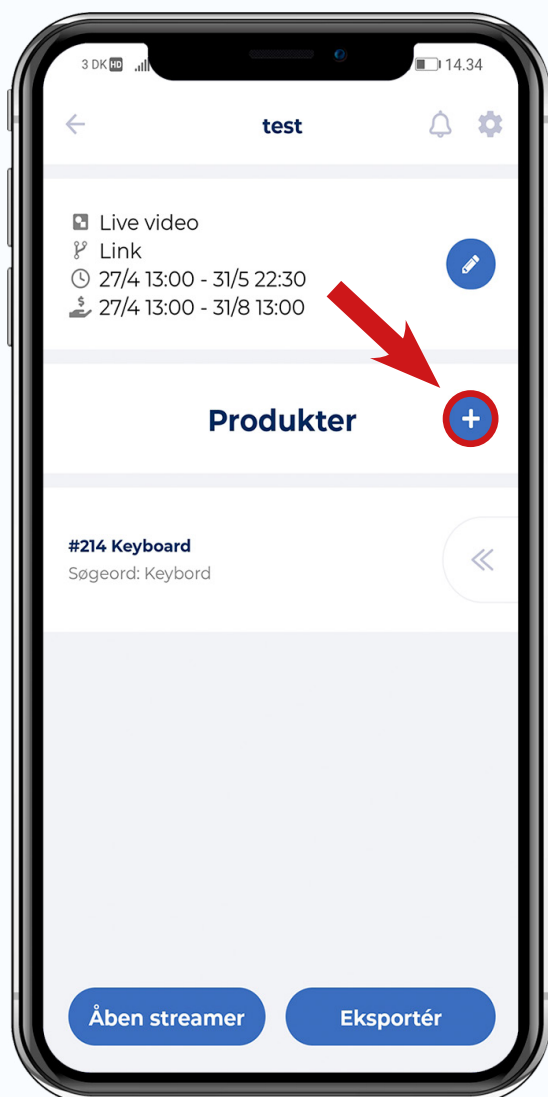 3 DK HD 14.34
test
Live video
Link
27/4 13:00 - 31/5 22:30
27/4 13:00 - 31/8 13:00
Produkter
#214 Keyboard
Søgeord: Keybord
Åben streamer
Eksportér